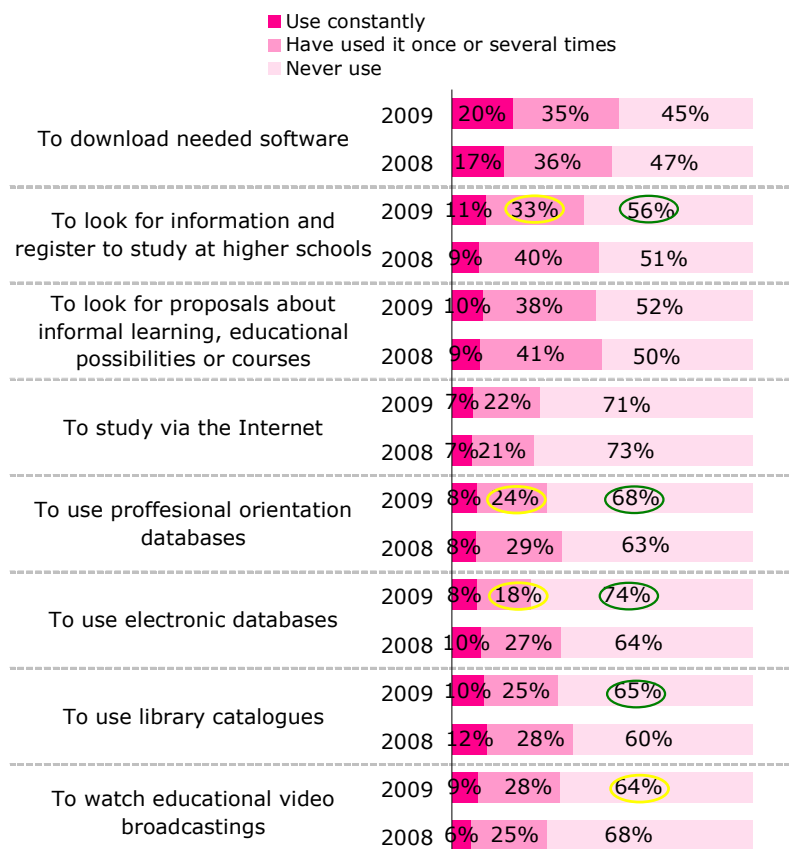 Use constantly
Have used it once or several times
Never use
To download needed software
2009 20% 35% 45%
2008 17% 36% 47%
To look for information and
register to study at higher schools
2009 11% 33% 56%
2008 9% 40% 51%
To look for proposals about
informal learning, educational
possibilities or courses
2009 10% 38% 52%
2008 9% 41% 50%
To study via the Internet
2009 7% 22% 71%
2008 7% 21% 73%
To use proffesional orientation
databases
2009 8% 24% 68%
2008 8% 29% 63%
To use electronic databases
2009 8% 18% 74%
2008 10% 27% 64%
To use library catalogues
2009 10% 25% 65%
2008 12% 28% 60%
To watch educational video
broadcastings
2009 9% 28% 64%
2008 6% 25% 68%